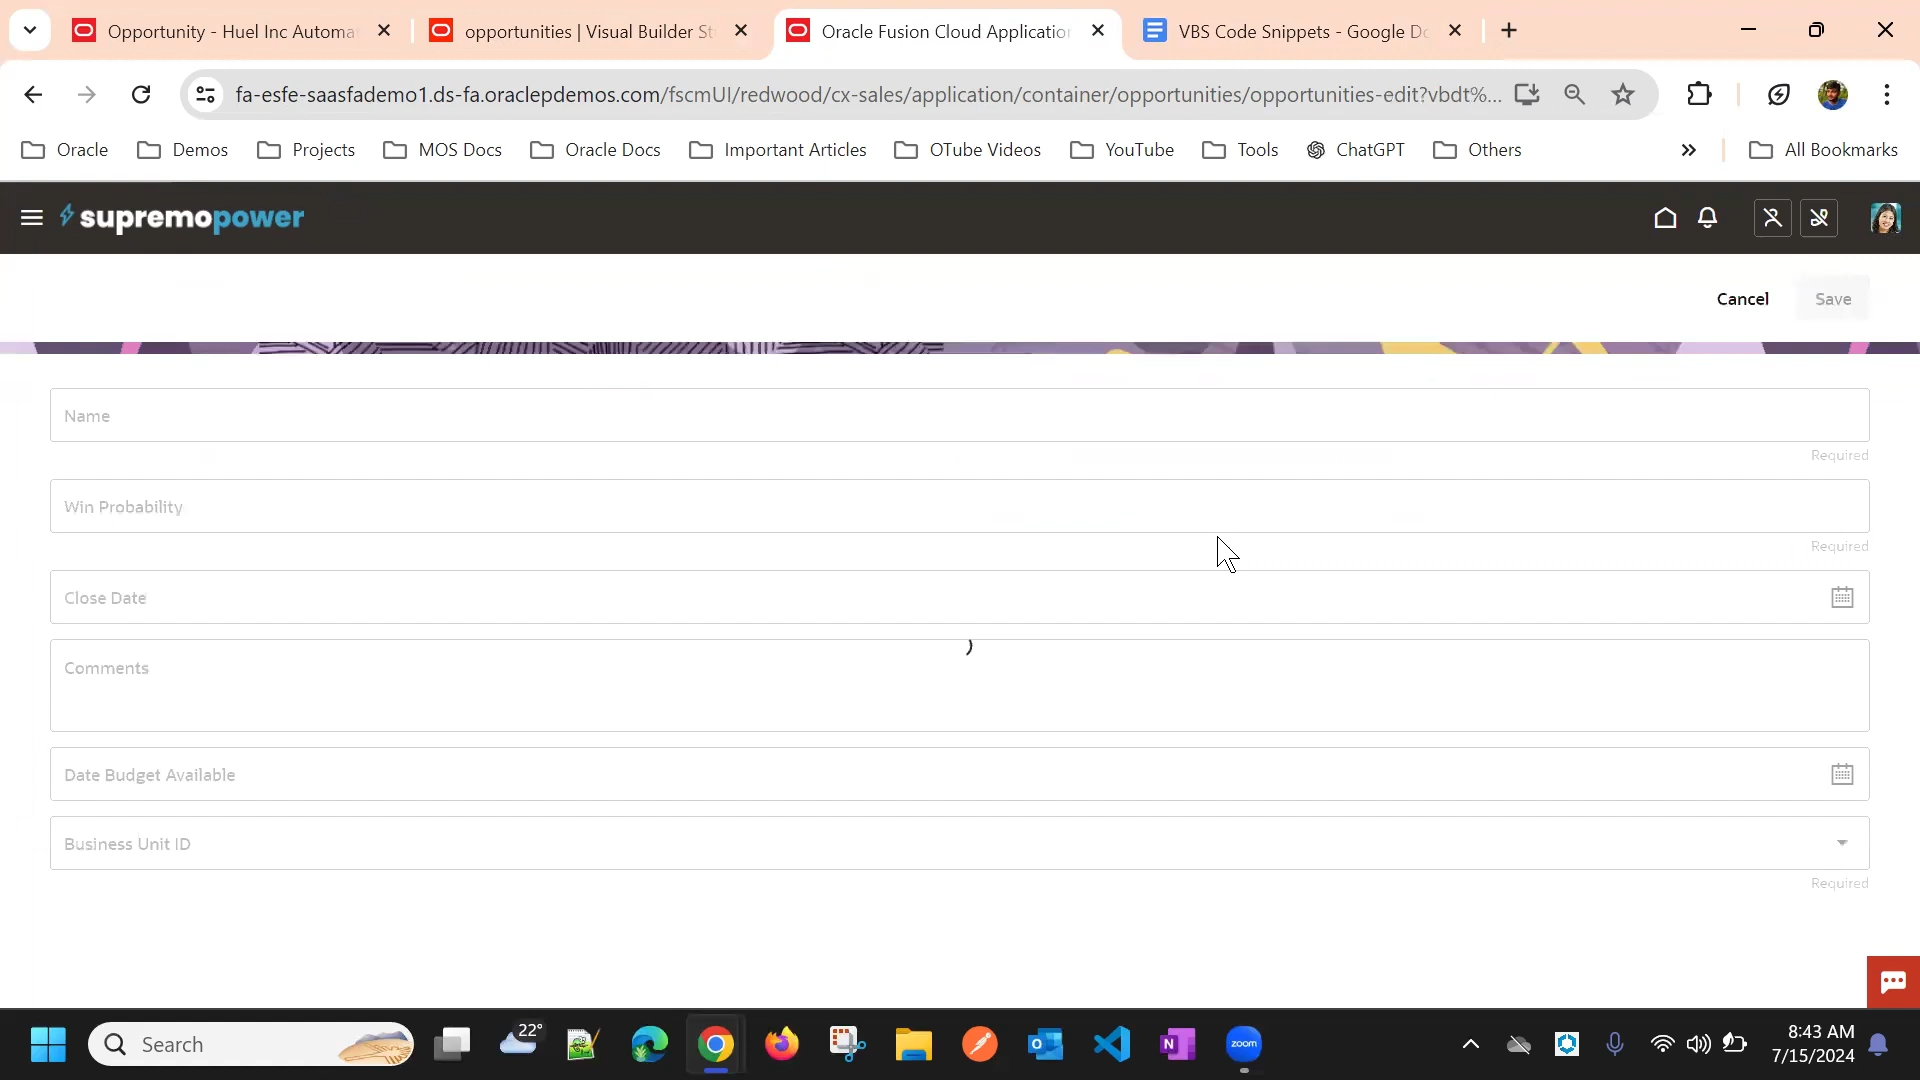 Opportunity - Huel Inc Automa
opportunities | Visual Builder St
Oracle Fusion Cloud Application
VBS Code Snippets - Google Do
fa-esfe-saasfademo1.ds-fa.oraclepdemos.com/fscmUI/redwood/cx-sales/application/container/opportunities/opportunities-edit?vbdt%...
Oracle
Demos
Projects
MOS Docs
Oracle Docs
Important Articles
OTube Videos
YouTube
Tools
ChatGPT
Others
»
All Bookmarks
supremopower
Cancel
Save
Name
Required
Win Probability
Required
Close Date
Comments
Date Budget Available
Business Unit ID
Required
Search
22°
zoom
8:43 AM
7/15/2024